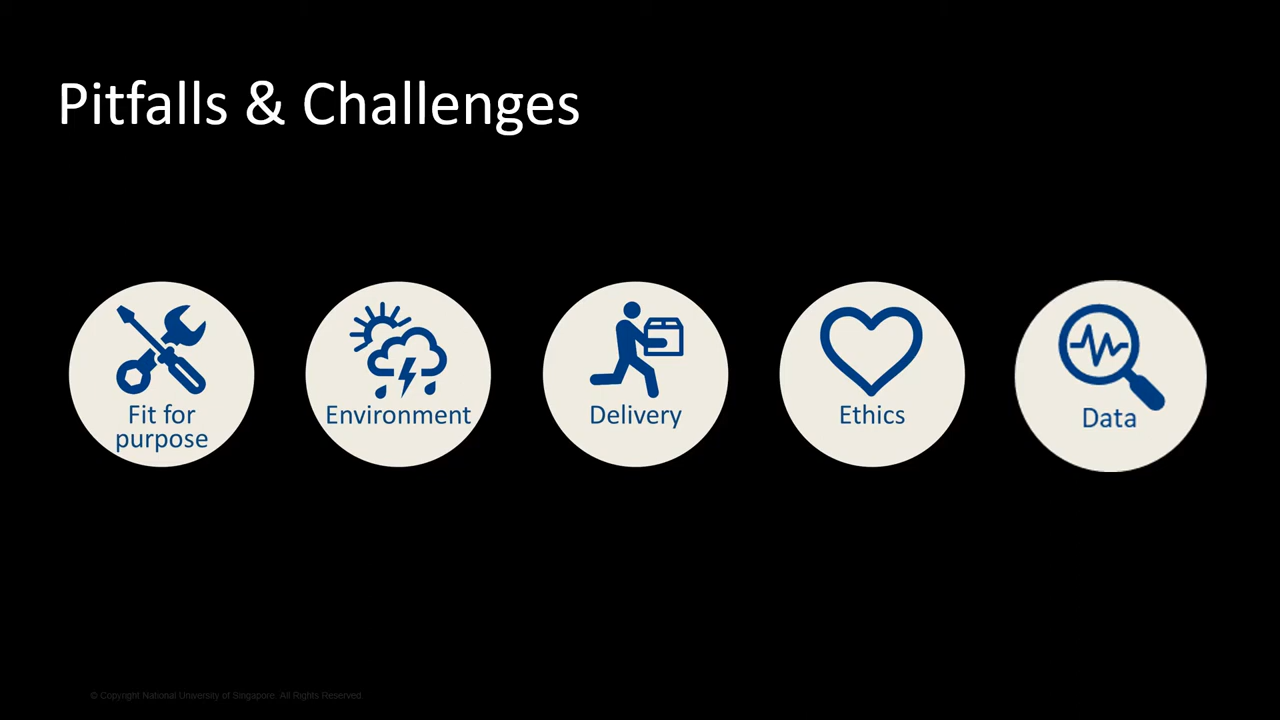 Pitfalls & Challenges
Fit for
purpose
Environment
Delivery
Ethics
Data
© Copyright National University of Singapore. All Rights Reserved